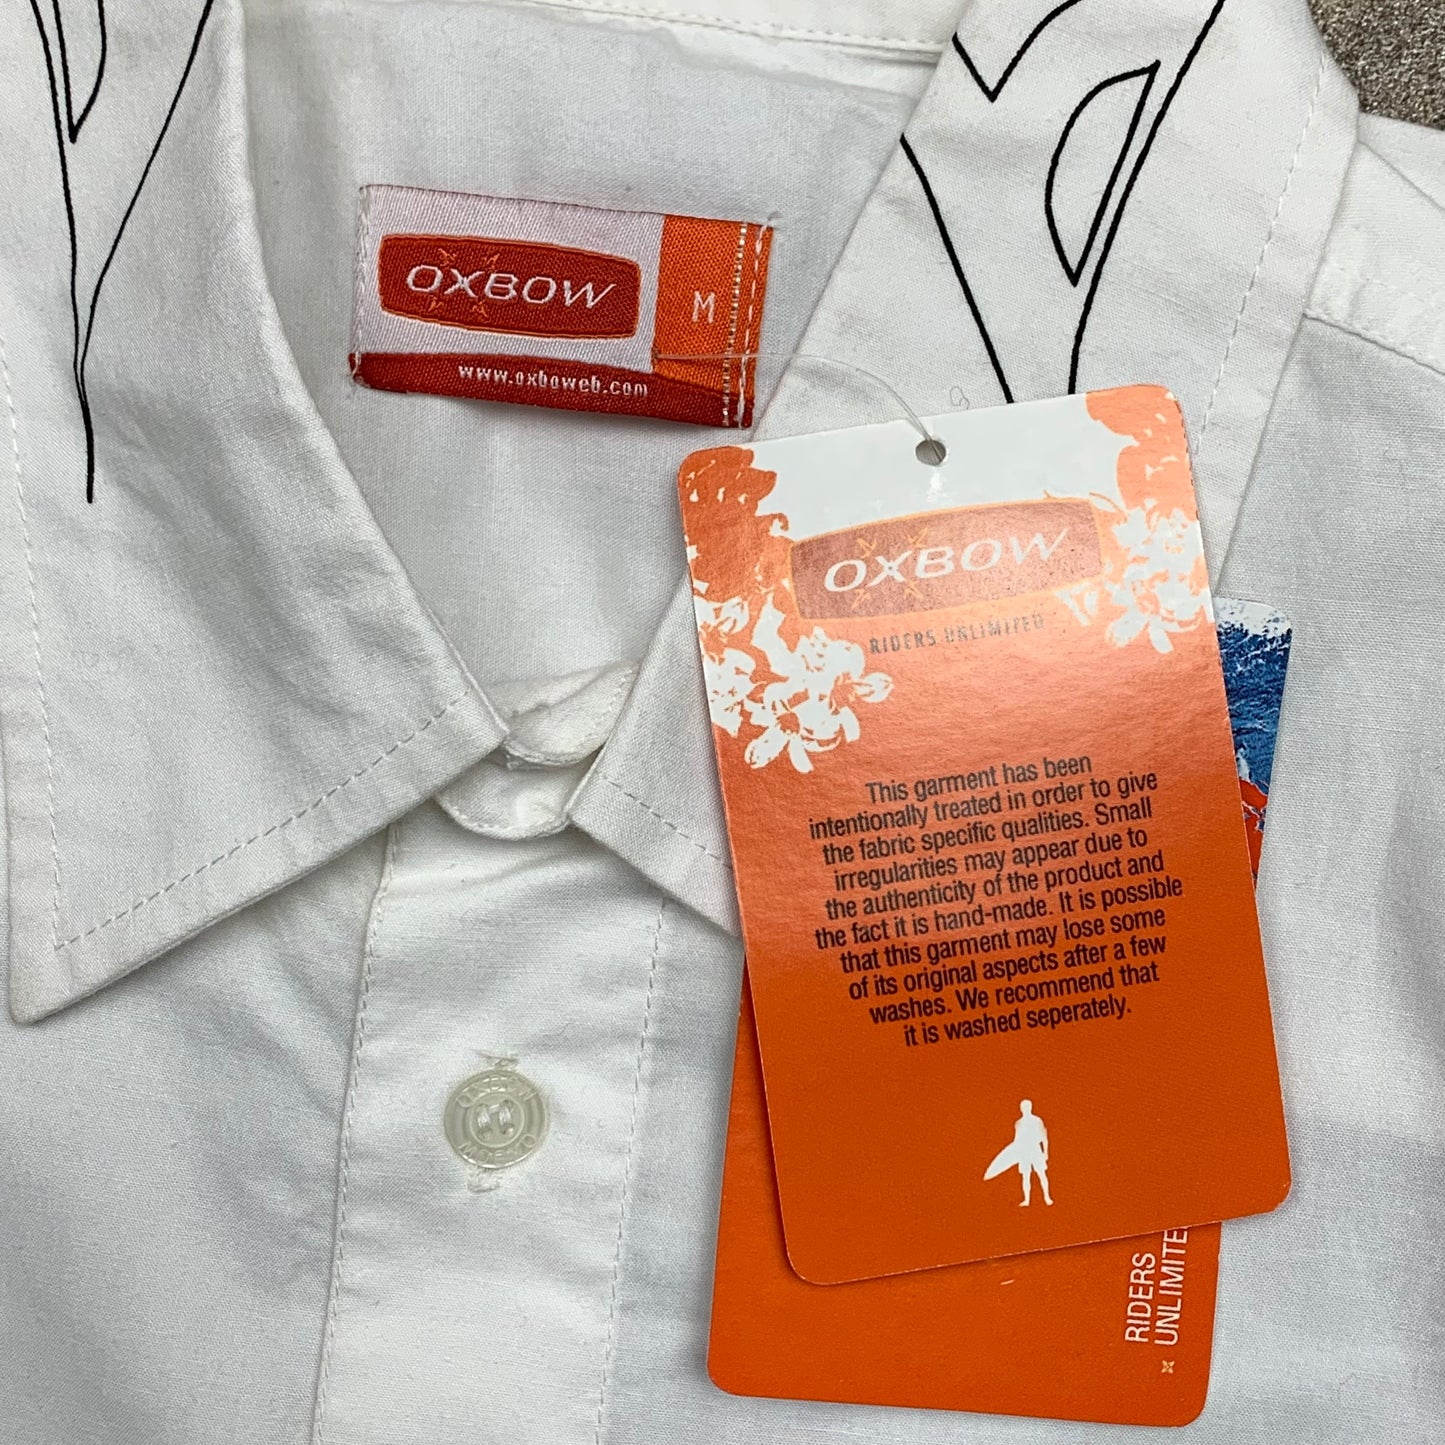 OXBOW
M
www.oxboweb.com
OXBOW
RIDERS UNLIMITED
This garment has been
intentionally treated in order to give
the fabric specific qualities. Small
irregularities may appear due to
the authenticity of the product and
the fact it is hand-made. It is possible
that this garment may lose some
of its original aspects after a few
washes. We recommend that
it is washed seperately.
RIDERS
UNLIMITE
OXBOW
OXBOW